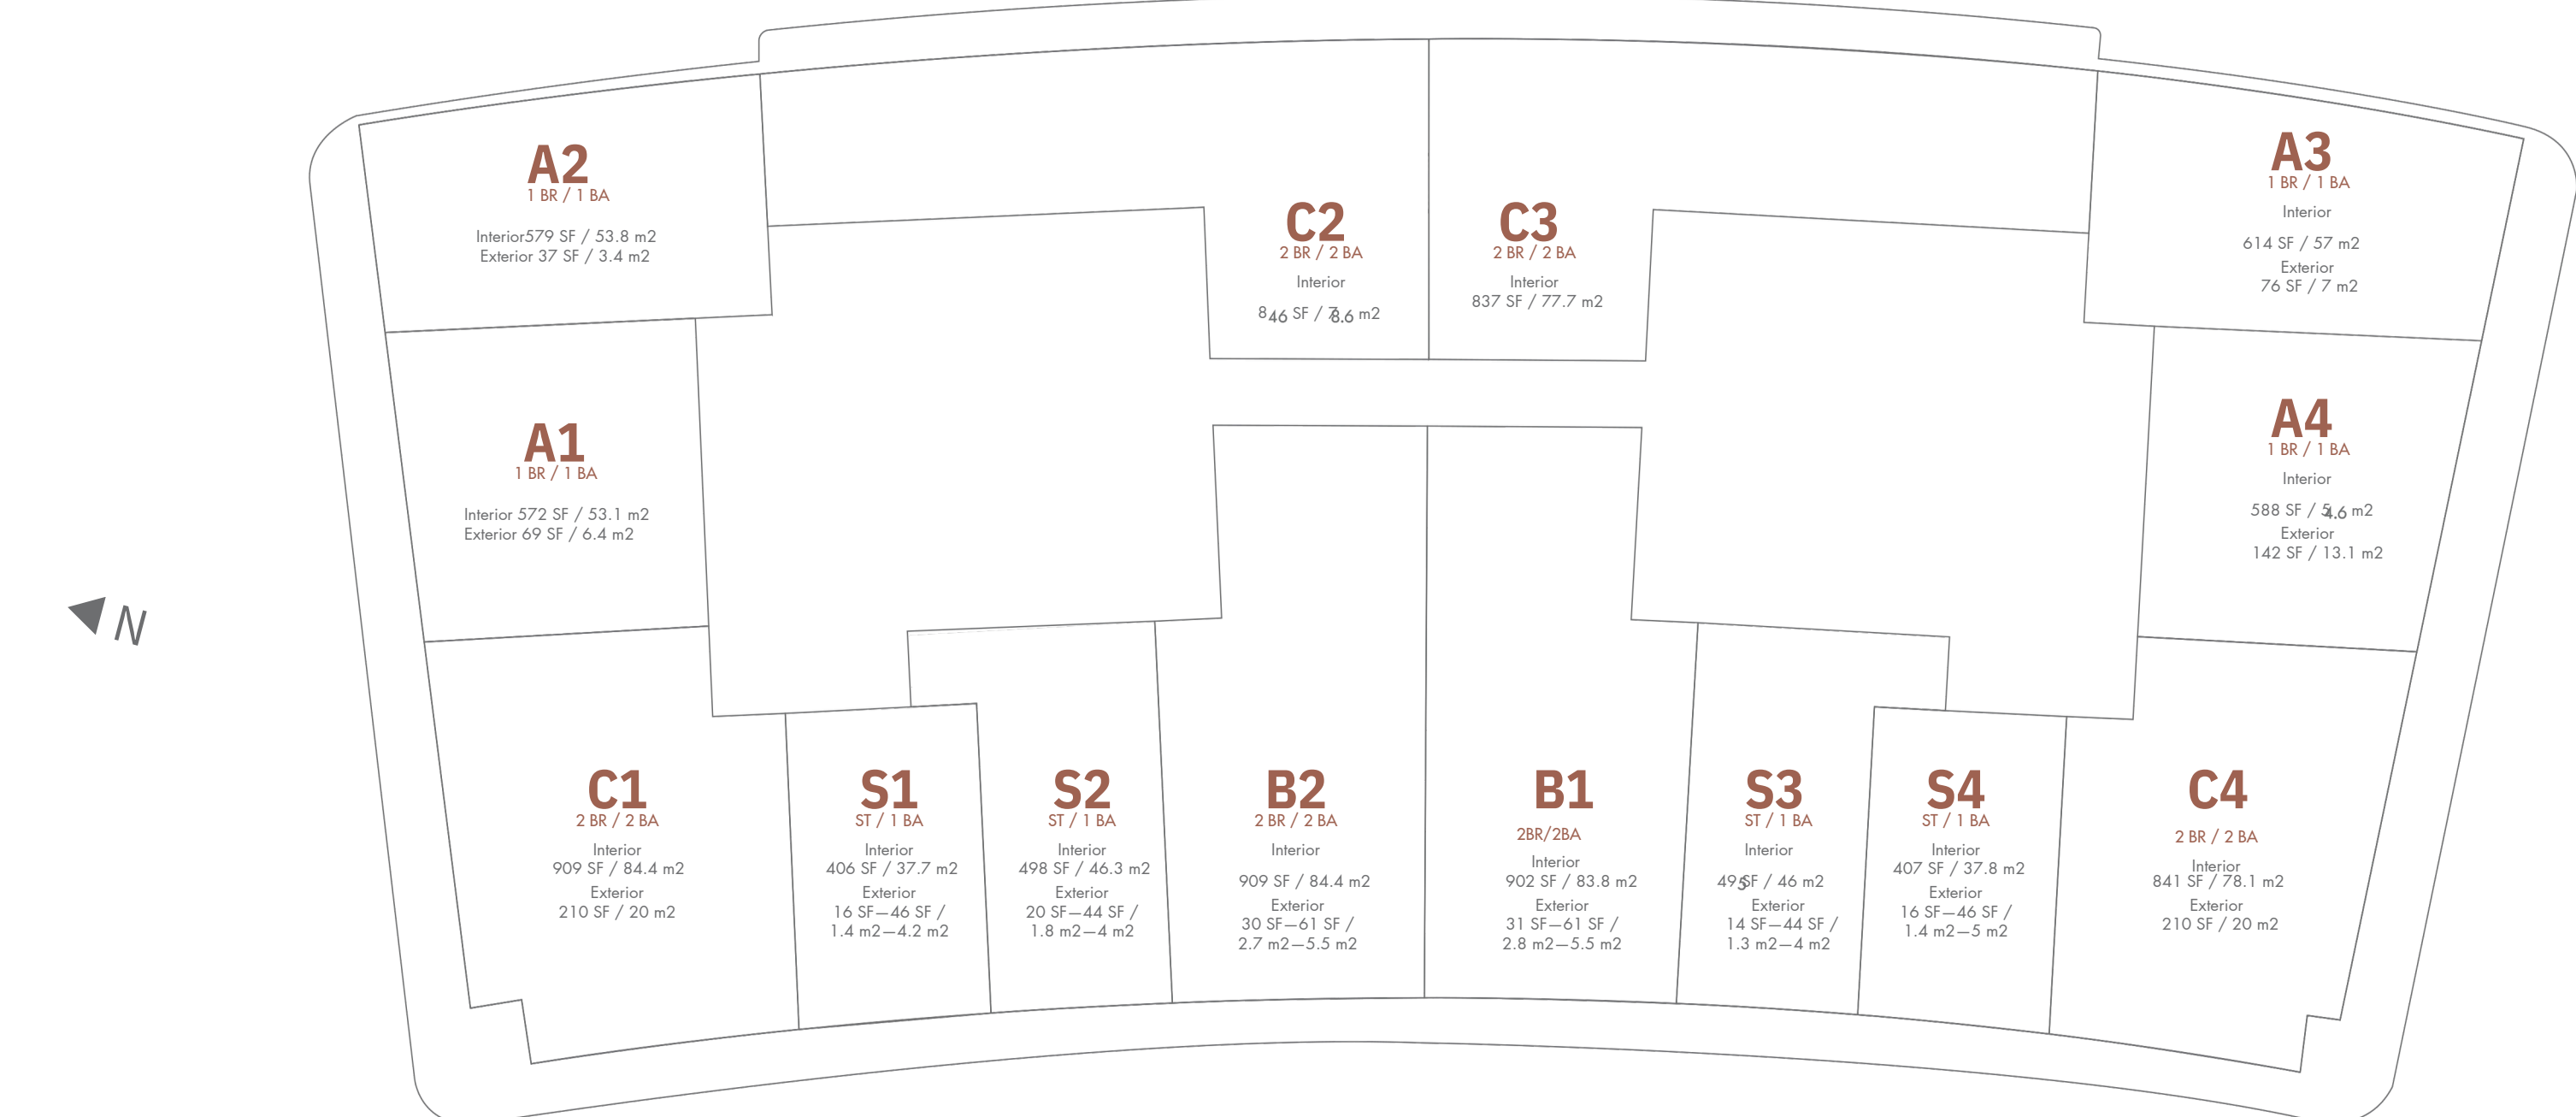 A2
1 BR / 1 BA
Interior579 SF / 53.8 m2
Exterior 37 SF / 3.4 m2
C2
2 BR / 2 BA
Interior
846 SF / 78.6 m2
C3
2 BR / 2 BA
Interior
837 SF / 77.7 m2
A3
1 BR / 1 BA
Interior
614 SF / 57 m2
Exterior
76 SF / 7 m2
A1
1 BR / 1 BA
Interior 572 SF / 53.1 m2
Exterior 69 SF / 6.4 m2
A4
1 BR / 1 BA
Interior
588 SF / 54.6 m2
Exterior
142 SF / 13.1 m2
N
C1
2 BR / 2 BA
Interior
909 SF / 84.4 m2
Exterior
210 SF / 20 m2
S1
ST / 1 BA
Interior
406 SF / 37.7 m2
Exterior
16 SF—46 SF /
1.4 m2—4.2 m2
S2
ST / 1 BA
Interior
498 SF / 46.3 m2
Exterior
20 SF—44 SF /
1.8 m2—4 m2
B2
2 BR / 2 BA
Interior
909 SF / 84.4 m2
Exterior
30 SF—61 SF /
2.7 m2—5.5 m2
B1
2BR/2BA
Interior
902 SF / 83.8 m2
Exterior
31 SF—61 SF /
2.8 m2—5.5 m2
S3
ST / 1 BA
Interior
495 SF / 46 m2
Exterior
14 SF—44 SF /
1.3 m2—4 m2
S4
ST / 1 BA
Interior
407 SF / 37.8 m2
Exterior
16 SF—46 SF /
1.4 m2—5 m2
C4
2 BR / 2 BA
Interior
841 SF / 78.1 m2
Exterior
210 SF / 20 m2